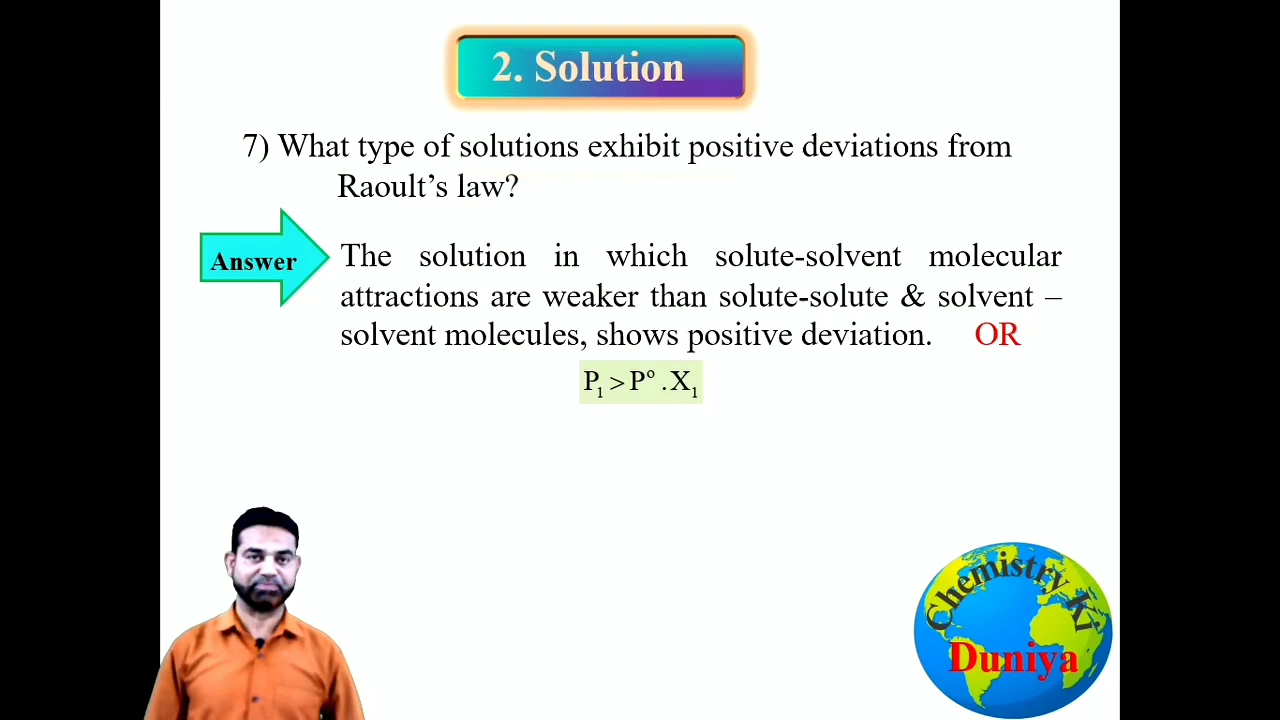 2. Solution
7) What type of solutions exhibit positive deviations from
Raoult’s law?
Answer
The solution in which solute-solvent molecular
attractions are weaker than solute-solute & solvent –
solvent molecules, shows positive deviation. OR
P₁ > P° . X₁
Chemistry Ki
Duniya